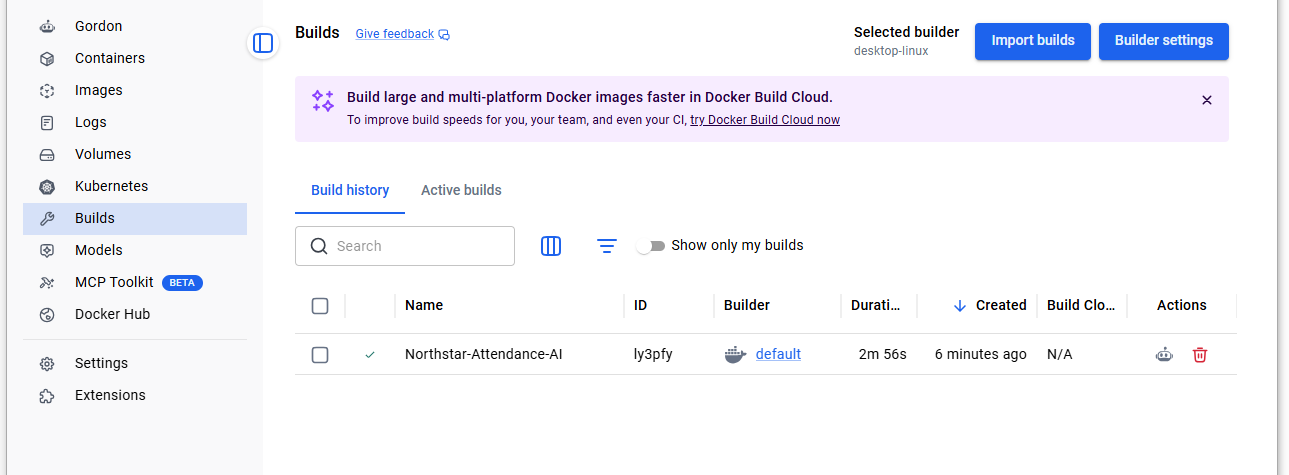 Gordon
Containers
Images
Logs
Volumes
Kubernetes
Builds
Models
MCP Toolkit BETA
Docker Hub
Settings
Extensions
Builds Give feedback
Selected builder
desktop-linux
Import builds
Builder settings
Build large and multi-platform Docker images faster in Docker Build Cloud.
To improve build speeds for you, your team, and even your CI, try Docker Build Cloud now
Build history Active builds
Search
Show only my builds
Name ID Builder Durati... Created Build Clo... Actions
Northstar-Attendance-AI ly3pfy default 2m 56s 6 minutes ago N/A